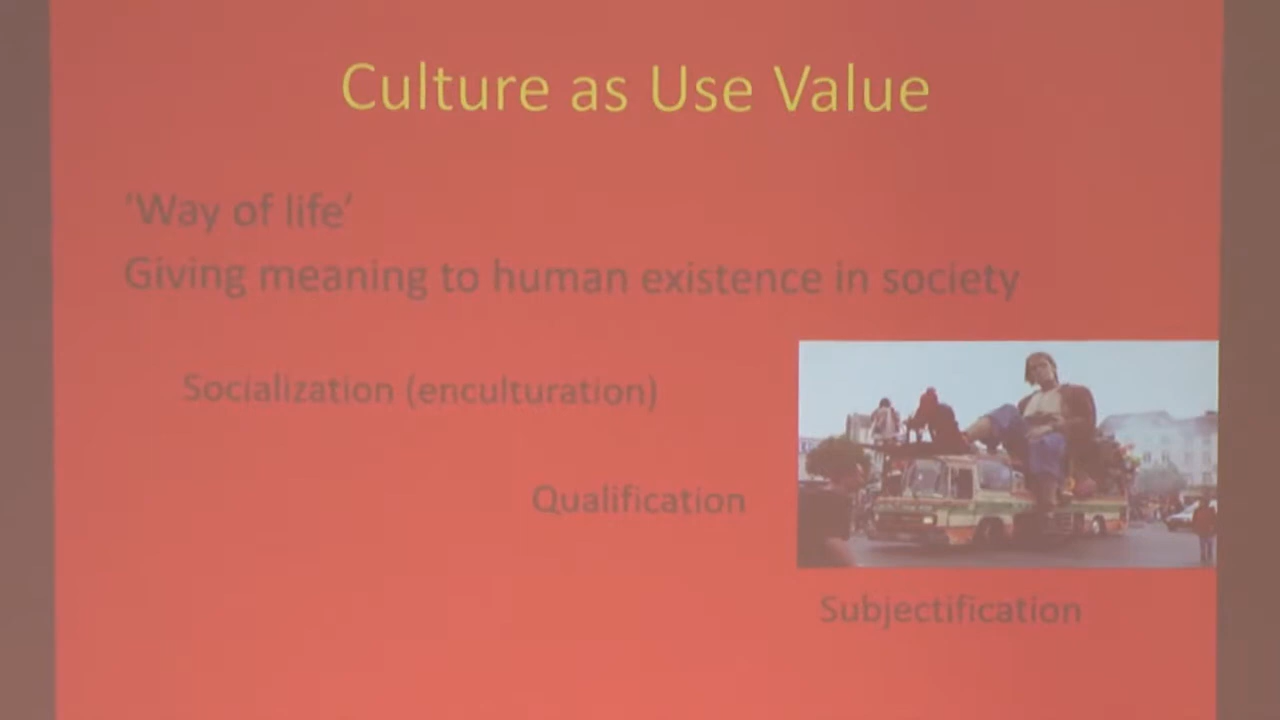 Culture as Use Value
'Way of life'
Giving meaning to human existence in society
Socialization (enculturation)
Qualification
Subjectification